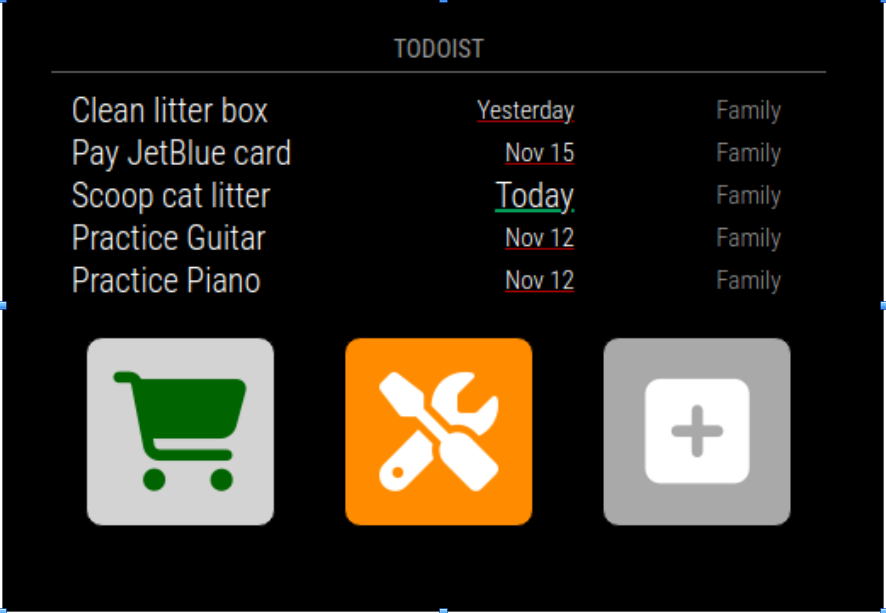 TODOIST
Clean litter box Yesterday Family
Pay JetBlue card Nov 15 Family
Scoop cat litter Today Family
Practice Guitar Nov 12 Family
Practice Piano Nov 12 Family